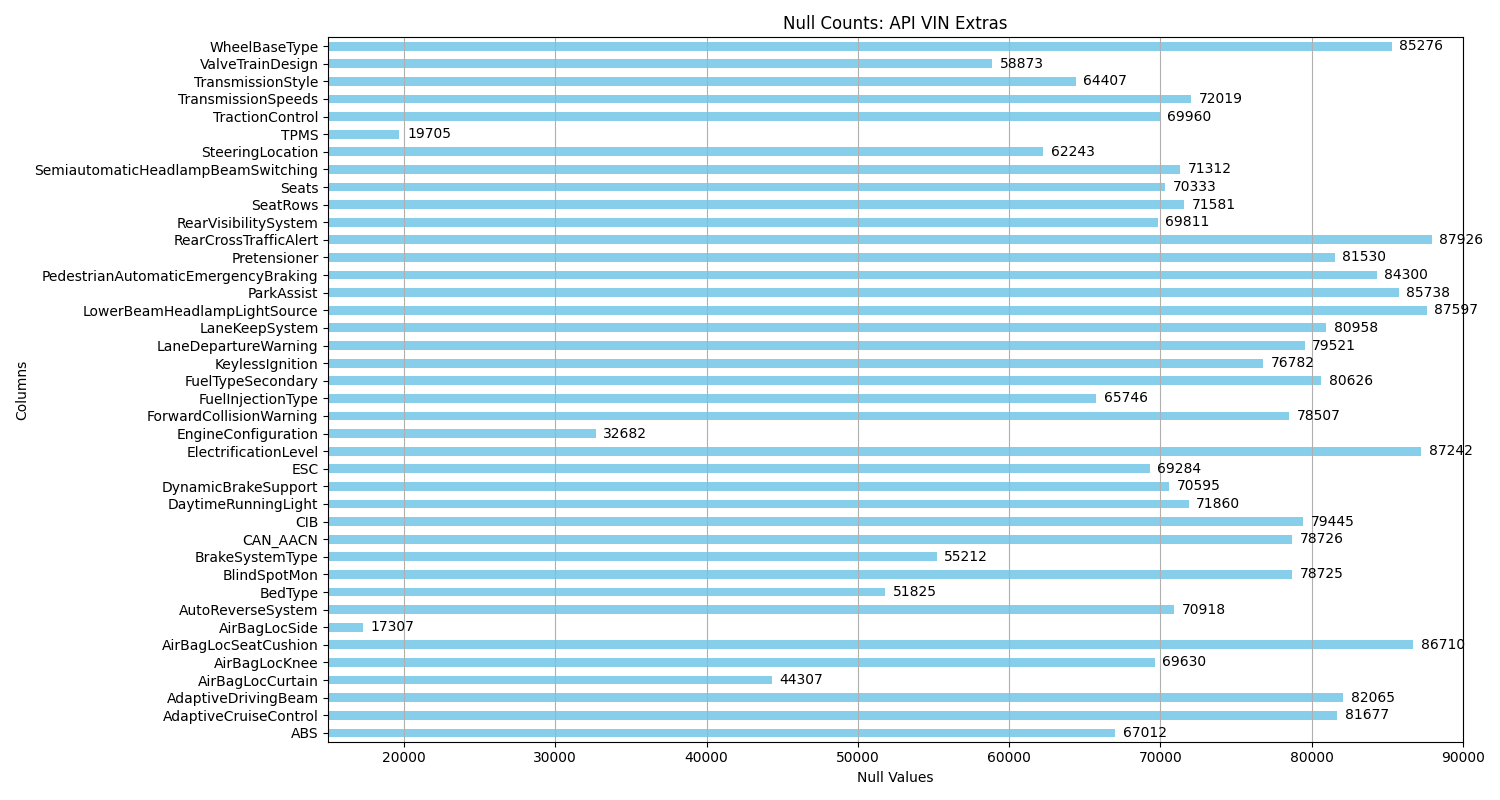 Null Counts: API VIN Extras
WheelBaseType 85276
ValveTrainDesign 58873
TransmissionStyle 64407
TransmissionSpeeds 72019
TractionControl 69960
TPMS 19705
SteeringLocation 62243
SemiautomaticHeadlampBeamSwitching 71312
Seats 70333
SeatRows 71581
RearVisibilitySystem 69811
RearCrossTrafficAlert 87926
Pretensioner 81530
PedestrianAutomaticEmergencyBraking 84300
ParkAssist 85738
LowerBeamHeadlampLightSource 87597
LaneKeepSystem 80958
LaneDepartureWarning 79521
KeylessIgnition 76782
FuelTypeSecondary 80626
FuelInjectionType 65746
ForwardCollisionWarning 78507
EngineConfiguration 32682
ElectrificationLevel 87242
ESC 69284
DynamicBrakeSupport 70595
DaytimeRunningLight 71860
CIB 79445
CAN_AACN 78726
BrakeSystemType 55212
BlindSpotMon 78725
BedType 51825
AutoReverseSystem 70918
AirBagLocSide 17307
AirBagLocSeatCushion 86710
AirBagLocKnee 69630
AirBagLocCurtain 44307
AdaptiveDrivingBeam 82065
AdaptiveCruiseControl 81677
ABS 67012
Columns
20000 30000 40000 50000 60000 70000 80000 90000
Null Values